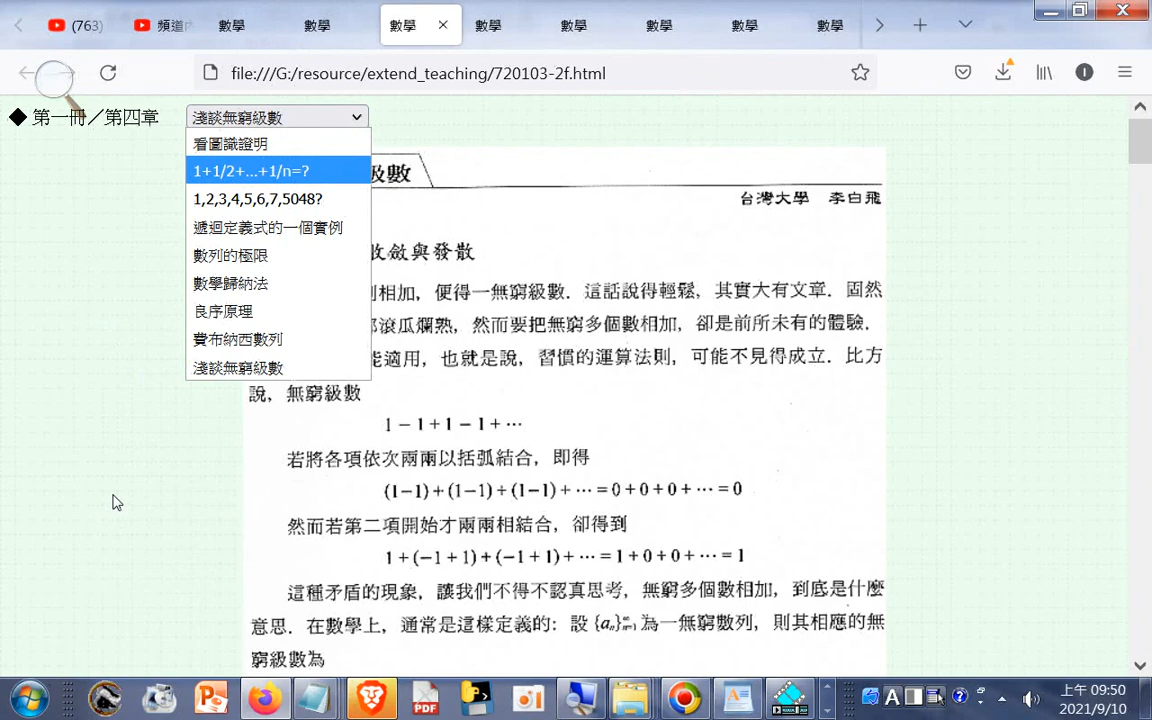 (763)
頻道
數學
數學
數學
數學
數學
數學
數學
數學
file:///G:/resource/extend_teaching/720103-2f.html
◆ 第一冊／第四章
淺談無窮級數
看圖識證明
1+1/2+...+1/n=?
1,2,3,4,5,6,7,5048?
遞迴定義式的一個實例
數列的極限
數學歸納法
良序原理
費布納西數列
淺談無窮級數
級數
台灣大學 李白飛
收斂與發散
列相加，便得一無窮級數．這話說得輕鬆，其實大有文章．固然
都滾瓜爛熟，然而要把無窮多個數相加，卻是前所未有的體驗．
能適用，也就是說，習慣的運算法則，可能不見得成立．比方
說，無窮級數
1 − 1 + 1 − 1 + ⋯
若將各項依次兩兩以括弧結合，即得
(1−1) + (1−1) + (1−1) + ⋯ = 0 + 0 + 0 + ⋯ = 0
然而若第二項開始才兩兩相結合，卻得到
1 + (−1 + 1) + (−1 + 1) + ⋯ = 1 + 0 + 0 + ⋯ = 1
這種矛盾的現象，讓我們不得不認真思考，無窮多個數相加，到底是什麼
意思．在數學上，通常是這樣定義的：設 {aₙ}ₙ₌₁^∞ 為一無窮數列，則其相應的無
窮級數為
上午 09:50
2021/9/10